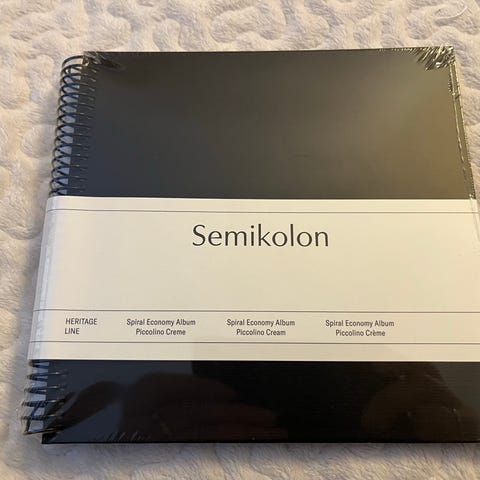 Semikolon
HERITAGE LINE
Spiral Economy Album
Piccolino Creme
Spiral Economy Album
Piccolino Cream
Spiral Economy Album
Piccolino Crème